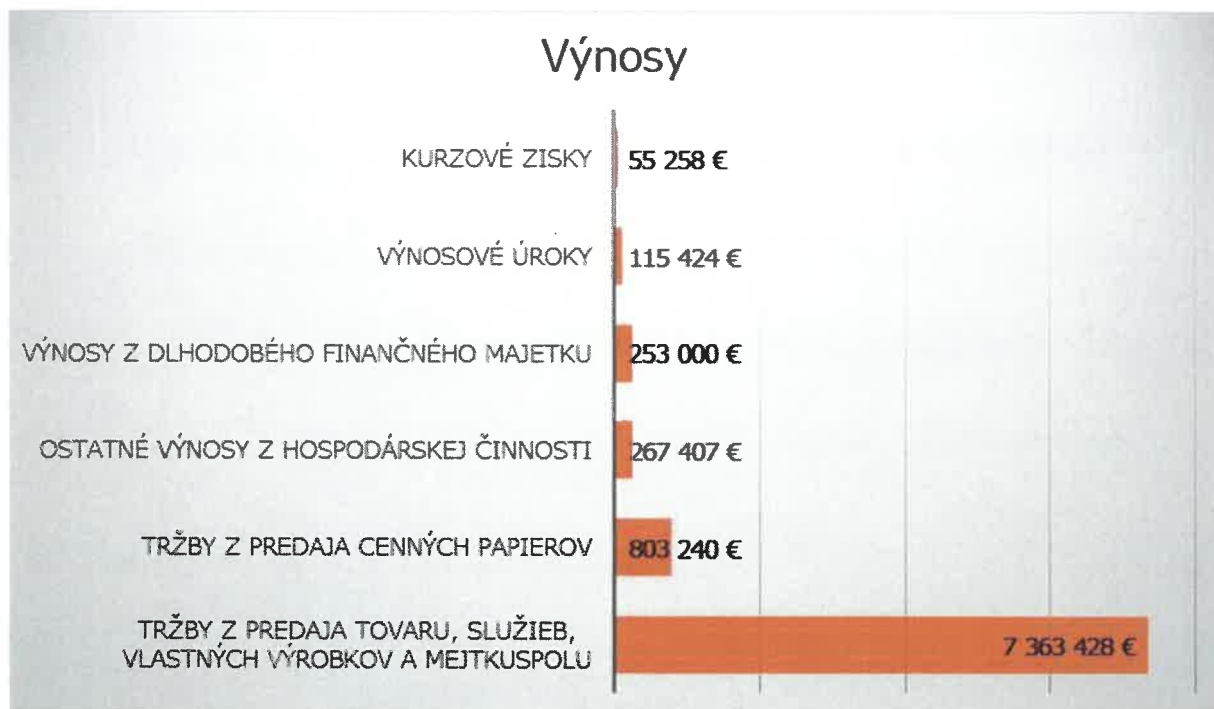 Výnosy
KURZOVÉ ZISKY 55 258 €
VÝNOSOVÉ ÚROKY 115 424 €
VÝNOSY Z DLHODOBÉHO FINANČNÉHO MAJETKU 253 000 €
OSTATNÉ VÝNOSY Z HOSPODÁRSKEJ ČINNOSTI 267 407 €
TRŽBY Z PREDAJA CENNÝCH PAPIEROV 803 240 €
TRŽBY Z PREDAJA TOVARU, SLUŽIEB,
VLASTNÝCH VÝROBKOV A MEJTKUSPOLU 7 363 428 €